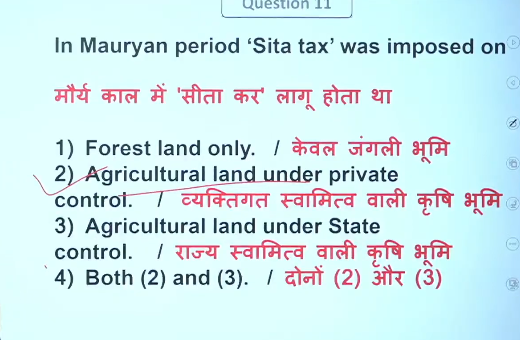 Question 11
In Mauryan period ‘Sita tax’ was imposed on
मौर्य काल में 'सीता कर' लागू होता था
1) Forest land only. / केवल जंगली भूमि
2) Agricultural land under private
control. / व्यक्तिगत स्वामित्व वाली कृषि भूमि
3) Agricultural land under State
control. / राज्य स्वामित्व वाली कृषि भूमि
4) Both (2) and (3). / दोनों (2) और (3)